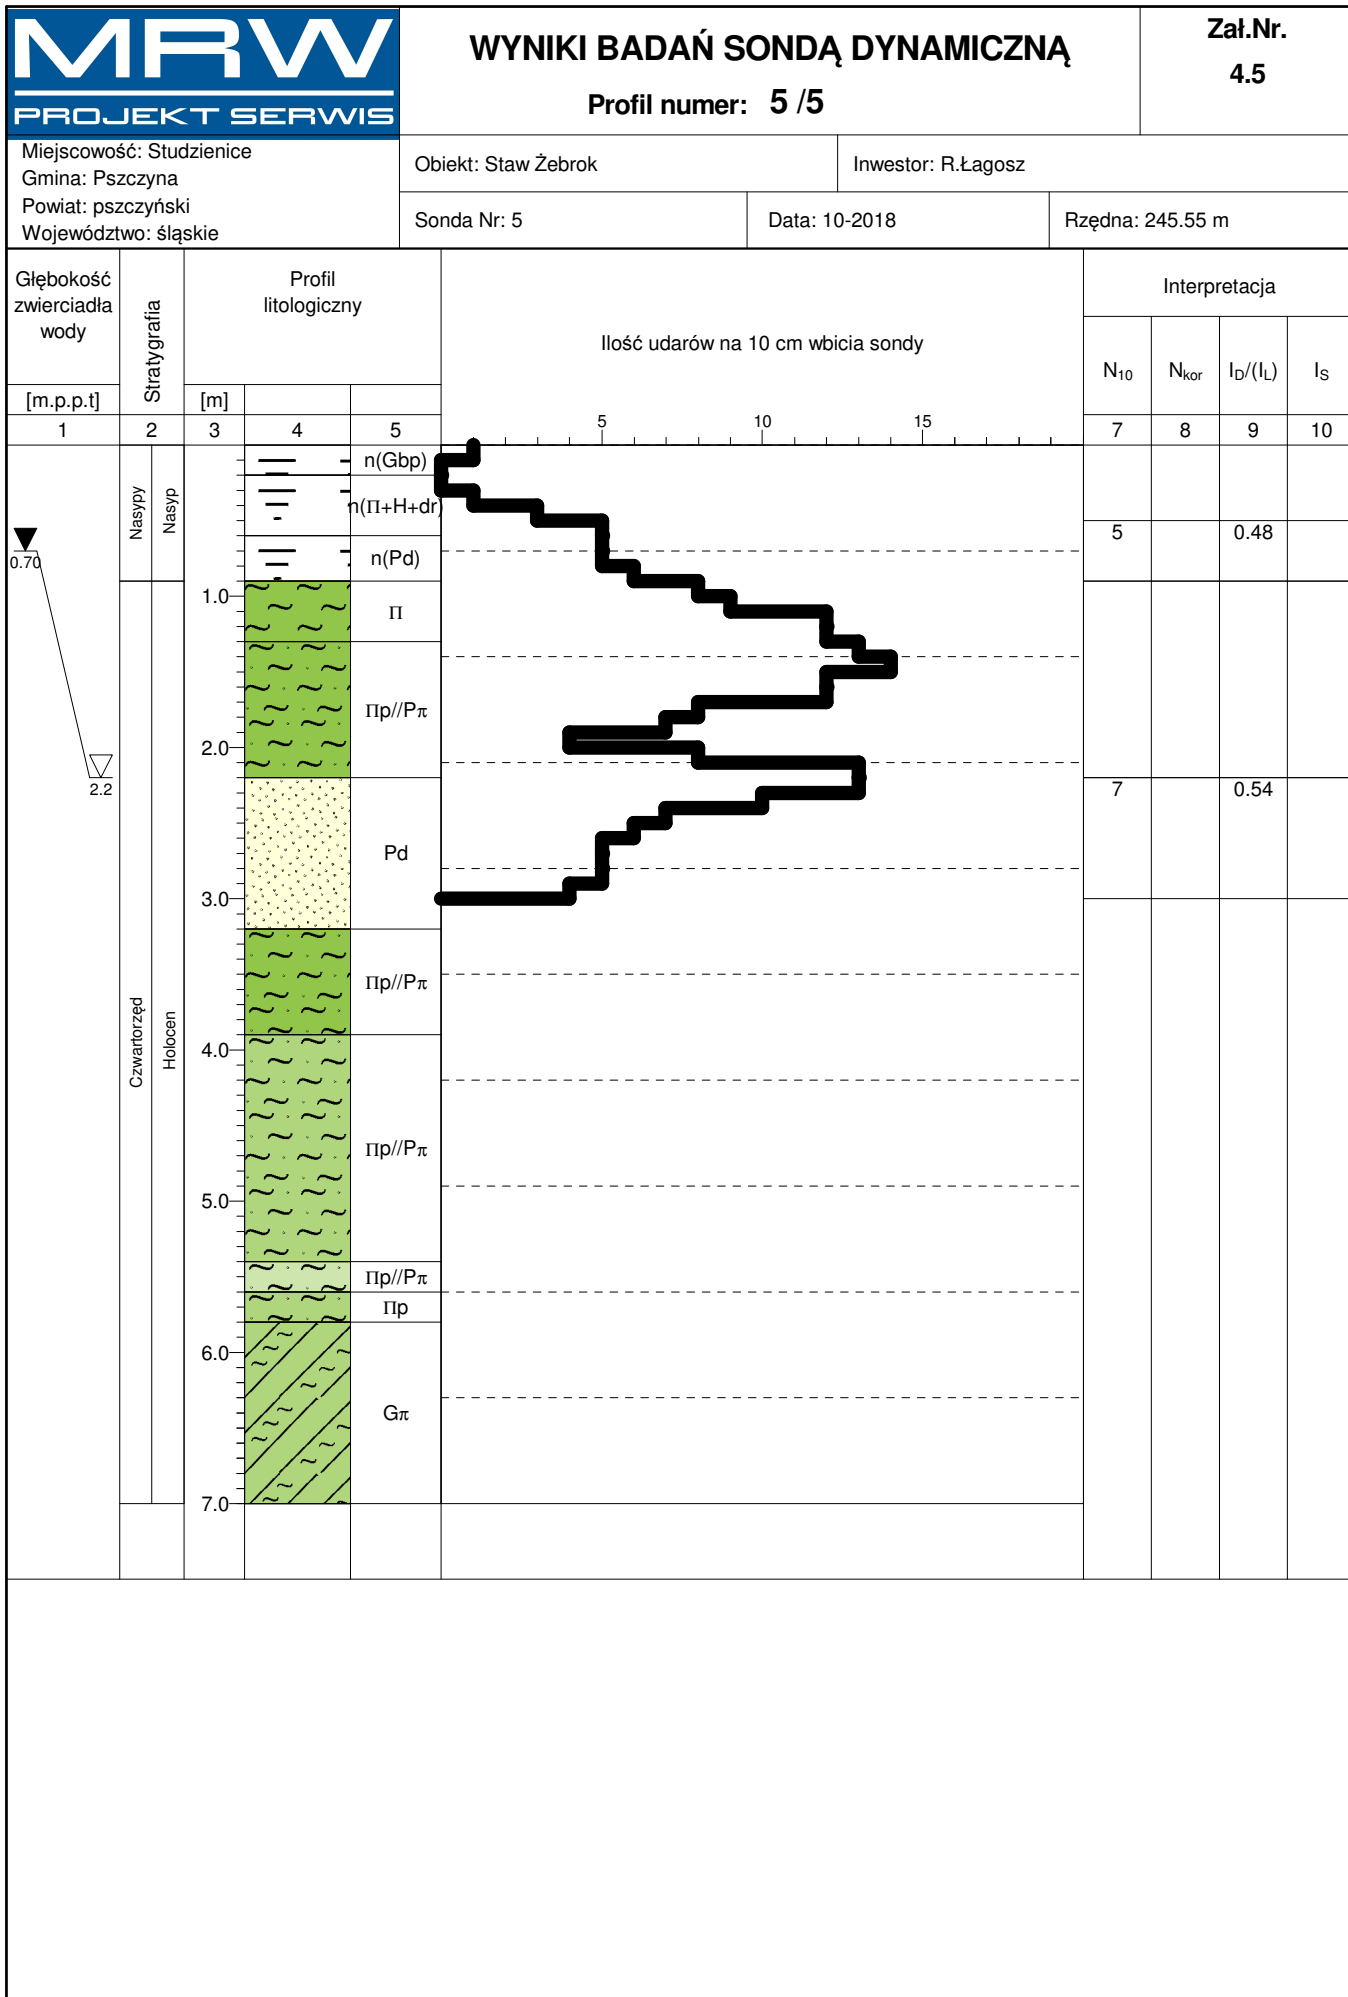 MRW
PROJEKT SERWIS
WYNIKI BADAŃ SONDĄ DYNAMICZNĄ
Profil numer: 5 /5
Zał.Nr.
4.5
Miejscowość: Studzienice
Gmina: Pszczyna
Powiat: pszczyński
Województwo: śląskie
Obiekt: Staw Żebrok
Inwestor: R.Łagosz
Sonda Nr: 5
Data: 10-2018
Rzędna: 245.55 m
Głębokość
zwierciadła
wody
[m.p.p.t]
Stratygrafia
Profil
litologiczny
[m]
Ilość udarów na 10 cm wbicia sondy
Interpretacja
N10
Nkor
ID/(IL)
IS
1
2
3
4
5
5
10
15
7
8
9
10
Nasypy
Nasyp
n(Gbp)
n(Π+H+dr)
n(Pd)
0.70
5
0.48
1.0
Π
Πp//Pπ
2.0
2.2
7
0.54
Pd
3.0
Πp//Pπ
Czwartorzęd
Holocen
4.0
Πp//Pπ
5.0
Πp//Pπ
Πp
6.0
Gπ
7.0